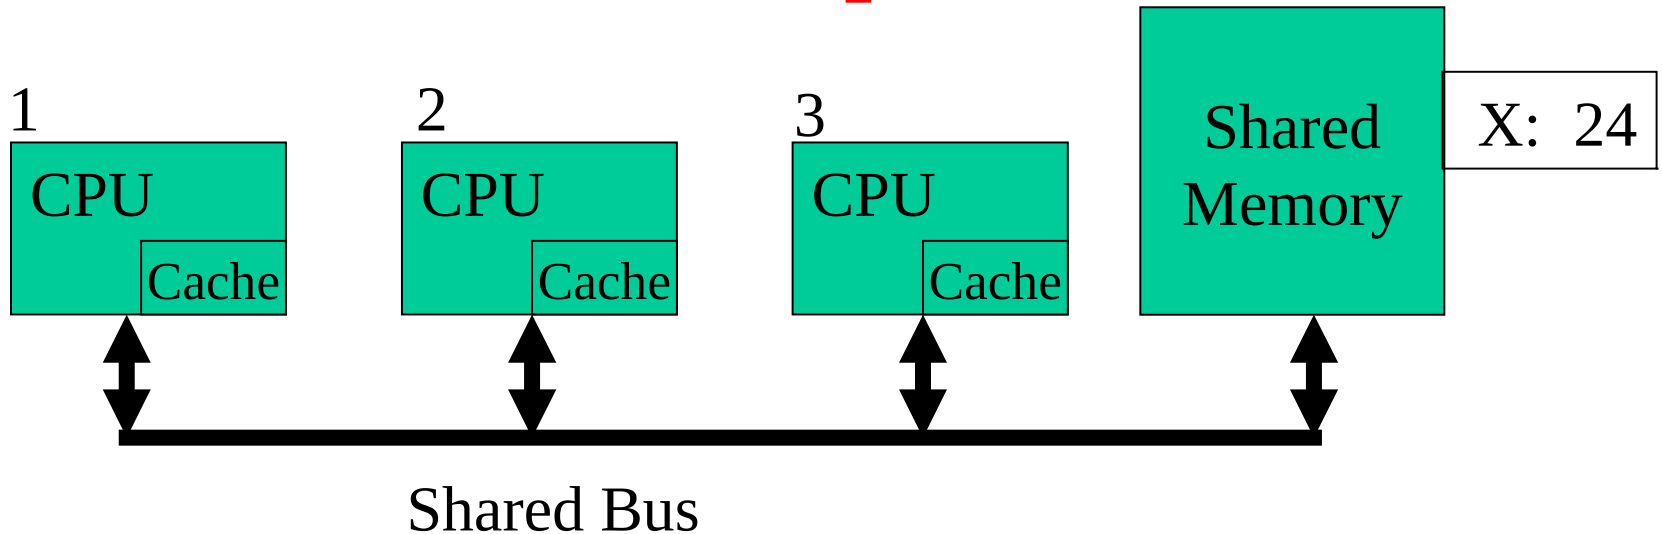 1
2
3
CPU
Cache
CPU
Cache
CPU
Cache
Shared
Memory
X: 24
Shared Bus